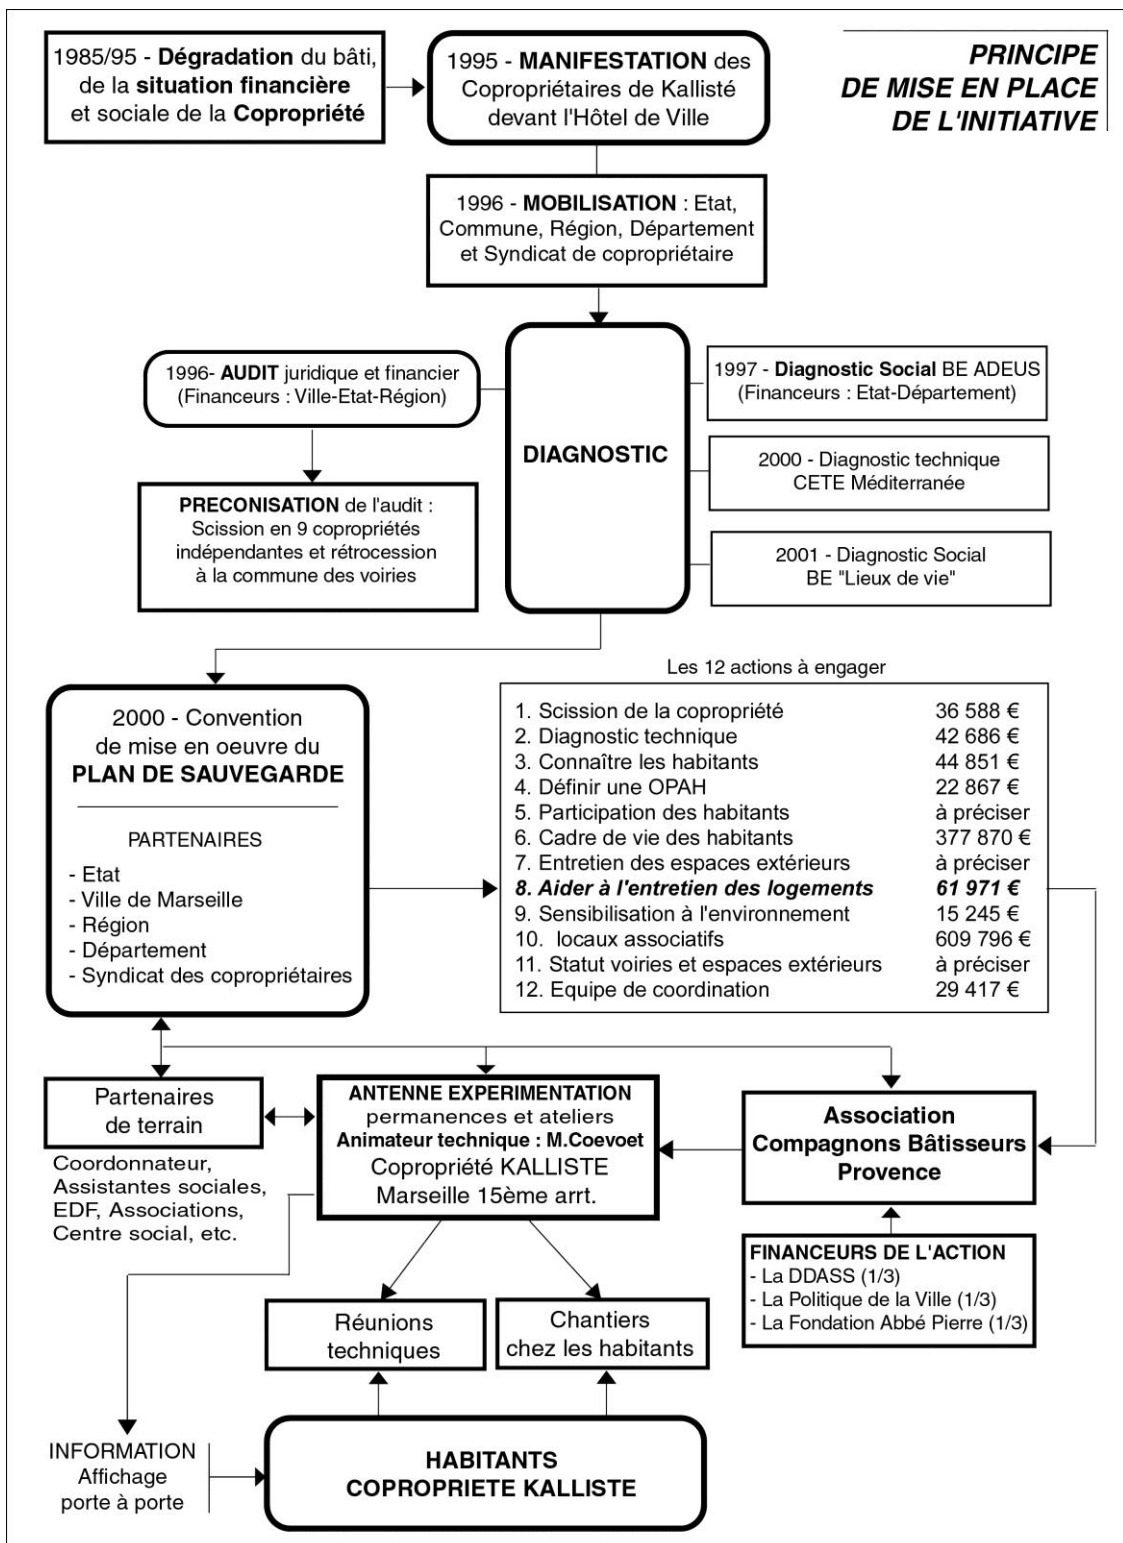 PRINCIPE
DE MISE EN PLACE
DE L'INITIATIVE
1985/95 - Dégradation du bâti,
de la situation financière
et sociale de la Copropriété
1995 - MANIFESTATION des
Copropriétaires de Kallisté
devant l'Hôtel de Ville
1996 - MOBILISATION : Etat,
Commune, Région, Département
et Syndicat de copropriétaire
1996- AUDIT juridique et financier
(Financeurs : Ville-Etat-Région)
PRECONISATION de l'audit :
Scission en 9 copropriétés
indépendantes et rétrocession
à la commune des voiries
DIAGNOSTIC
1997 - Diagnostic Social BE ADEUS
(Financeurs : Etat-Département)
2000 - Diagnostic technique
CETE Méditerranée
2001 - Diagnostic Social
BE "Lieux de vie"
2000 - Convention
de mise en oeuvre du
PLAN DE SAUVEGARDE
PARTENAIRES
- Etat
- Ville de Marseille
- Région
- Département
- Syndicat des copropriétaires
Les 12 actions à engager
1. Scission de la copropriété 36 588 €
2. Diagnostic technique 42 686 €
3. Connaître les habitants 44 851 €
4. Définir une OPAH 22 867 €
5. Participation des habitants à préciser
6. Cadre de vie des habitants 377 870 €
7. Entretien des espaces extérieurs à préciser
8. Aider à l'entretien des logements 61 971 €
9. Sensibilisation à l'environnement 15 245 €
10. locaux associatifs 609 796 €
11. Statut voiries et espaces extérieurs à préciser
12. Equipe de coordination 29 417 €
Partenaires
de terrain
Coordonnateur,
Assistantes sociales,
EDF, Associations,
Centre social, etc.
ANTENNE EXPERIMENTATION
permanences et ateliers
Animateur technique : M.Coevoet
Copropriété KALLISTE
Marseille 15ème arrt.
Association
Compagnons Bâtisseurs
Provence
FINANCEURS DE L'ACTION
- La DDASS (1/3)
- La Politique de la Ville (1/3)
- La Fondation Abbé Pierre (1/3)
Réunions
techniques
Chantiers
chez les habitants
INFORMATION
Affichage
porte à porte
HABITANTS
COPROPRIETE KALLISTE